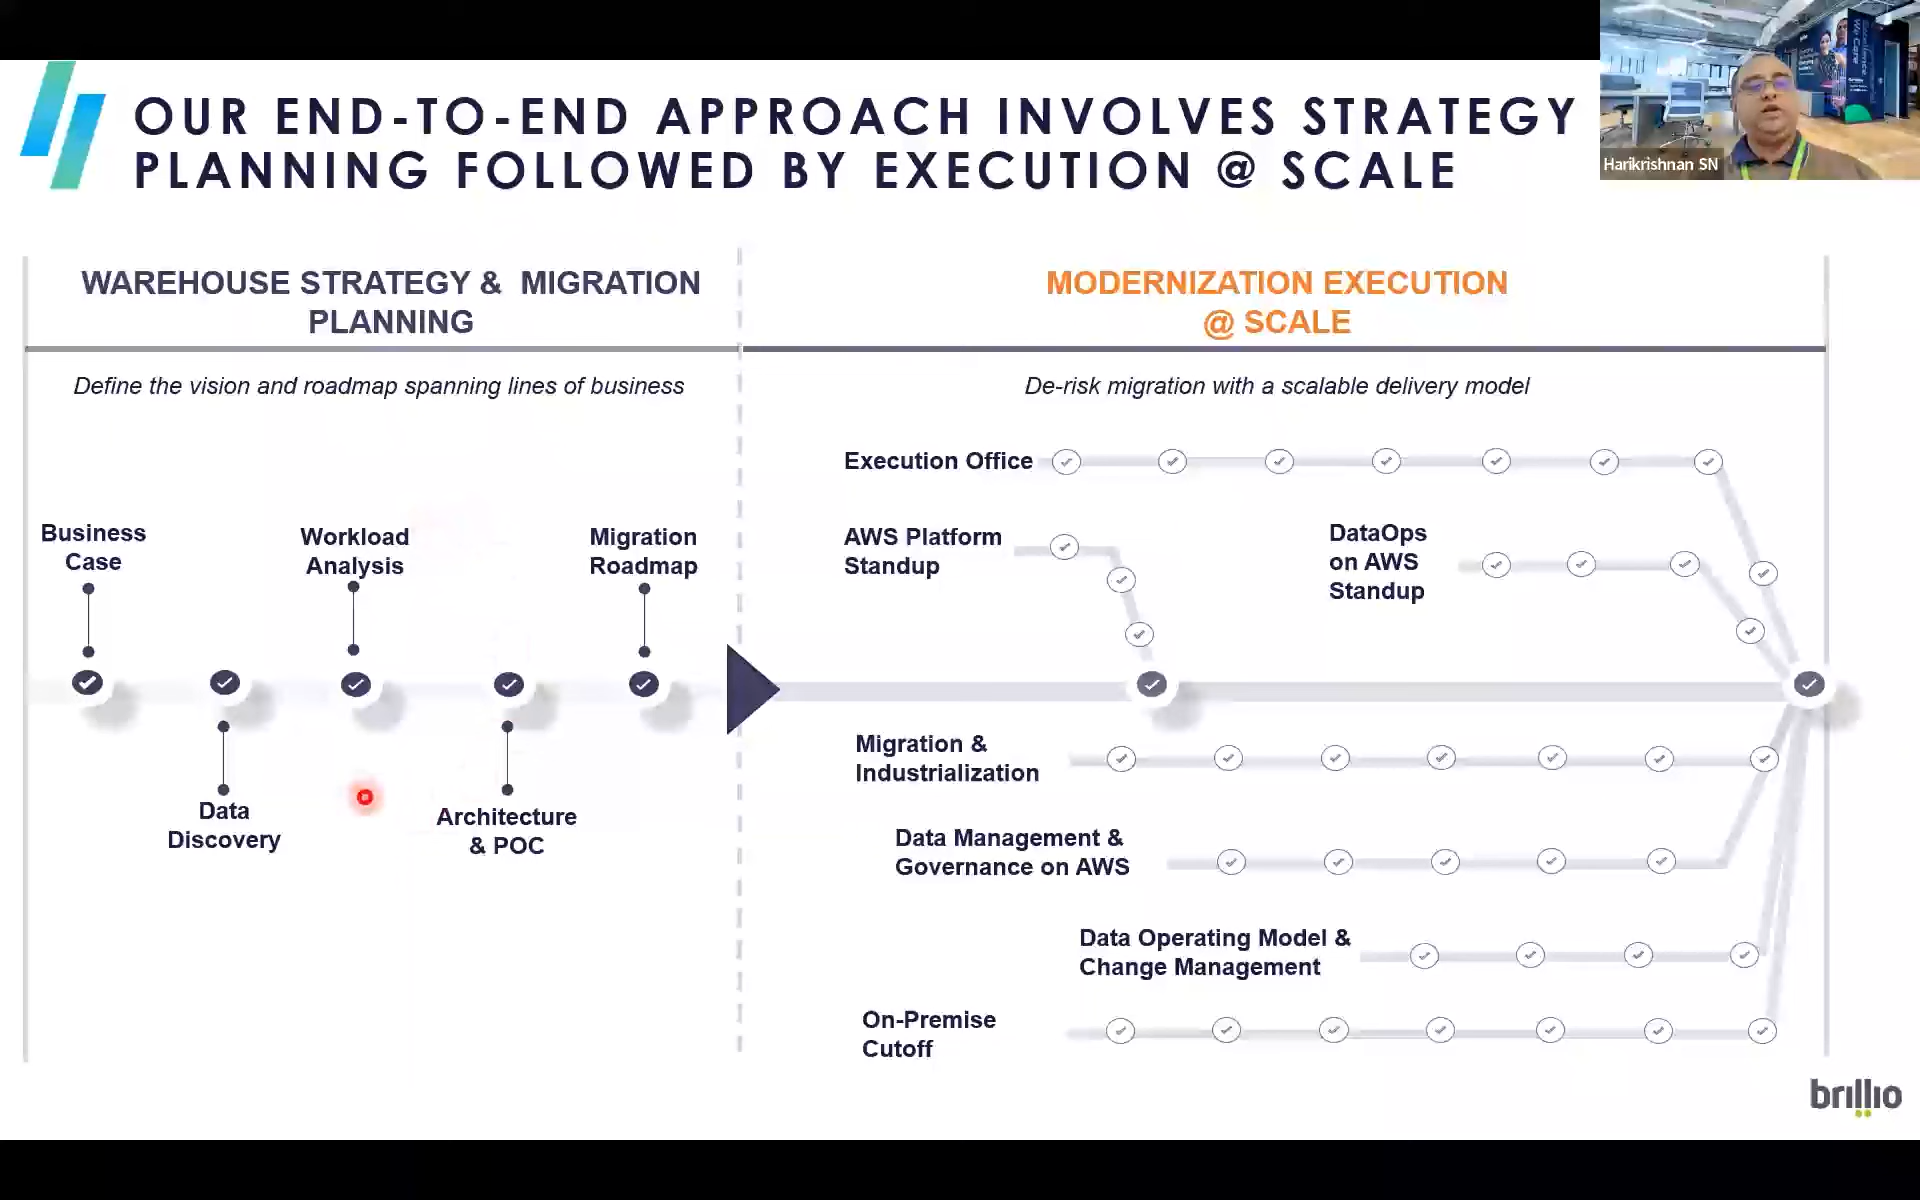 OUR END-TO-END APPROACH INVOLVES STRATEGY
PLANNING FOLLOWED BY EXECUTION @ SCALE
Harikrishnan SN
WAREHOUSE STRATEGY & MIGRATION
PLANNING
Define the vision and roadmap spanning lines of business
Business
Case
Workload
Analysis
Migration
Roadmap
Data
Discovery
Architecture
& POC
MODERNIZATION EXECUTION
@ SCALE
De-risk migration with a scalable delivery model
Execution Office
AWS Platform
Standup
DataOps
on AWS
Standup
Migration &
Industrialization
Data Management &
Governance on AWS
Data Operating Model &
Change Management
On-Premise
Cutoff
brillio